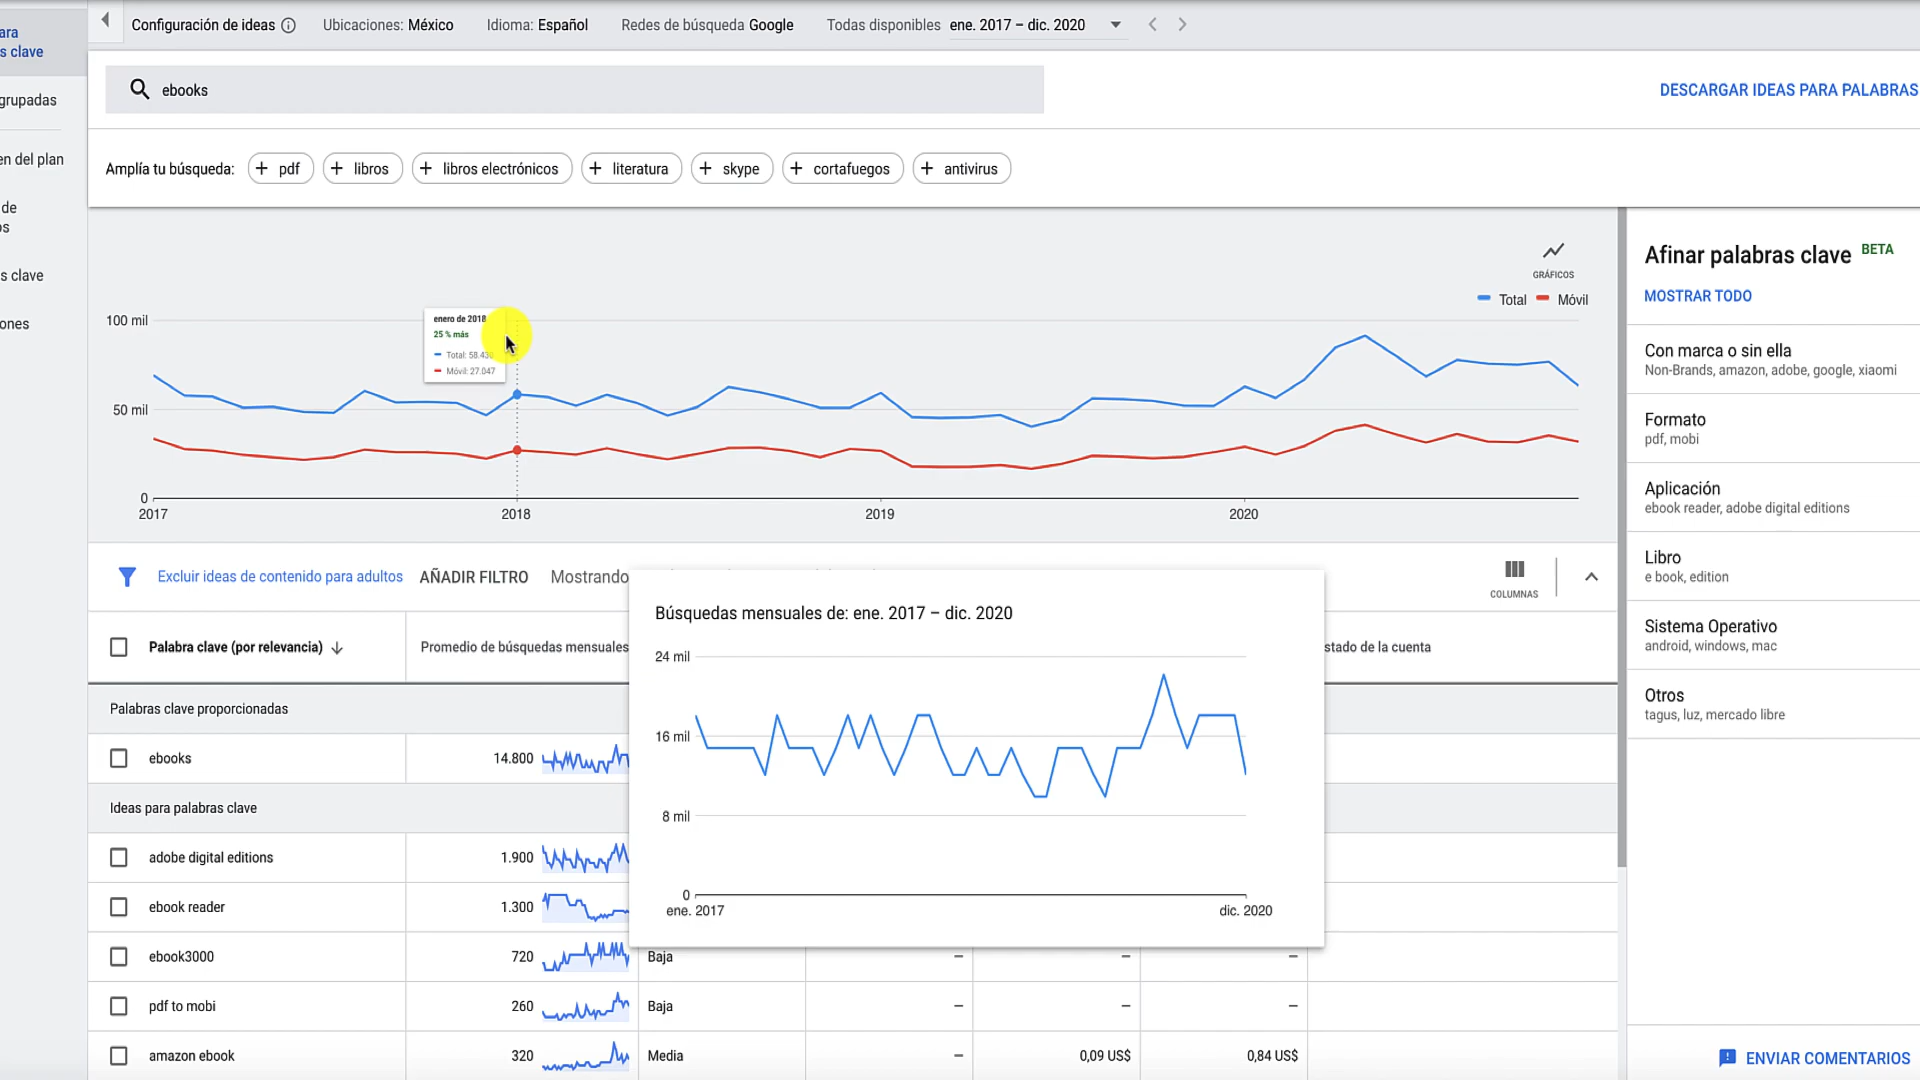 Configuración de ideas
Ubicaciones: México
Idioma: Español
Redes de búsqueda Google
Todas disponibles ene. 2017 – dic. 2020
ara
s clave
grupadas
en del plan
de
os
s clave
ones
ebooks
DESCARGAR IDEAS PARA PALABRAS
Amplía tu búsqueda:
+ pdf
+ libros
+ libros electrónicos
+ literatura
+ skype
+ cortafuegos
+ antivirus
GRÁFICOS
Total
Móvil
100 mil
50 mil
0
enero de 2018
25 % más
Total: 58.43
Móvil: 27.047
2017
2018
2019
2020
Afinar palabras clave BETA
MOSTRAR TODO
Con marca o sin ella
Non-Brands, amazon, adobe, google, xiaomi
Formato
pdf, mobi
Aplicación
ebook reader, adobe digital editions
Libro
e book, edition
Sistema Operativo
android, windows, mac
Otros
tagus, luz, mercado libre
Excluir ideas de contenido para adultos
AÑADIR FILTRO
Mostrando
COLUMNAS
Palabra clave (por relevancia)
Promedio de búsquedas mensuales
stado de la cuenta
Búsquedas mensuales de: ene. 2017 – dic. 2020
24 mil
16 mil
8 mil
0
ene. 2017
dic. 2020
Palabras clave proporcionadas
ebooks 14.800
Ideas para palabras clave
adobe digital editions 1.900
ebook reader 1.300
ebook3000 720 Baja – – –
pdf to mobi 260 Baja – – –
amazon ebook 320 Media – 0,09 US$ 0,84 US$
ENVIAR COMENTARIOS